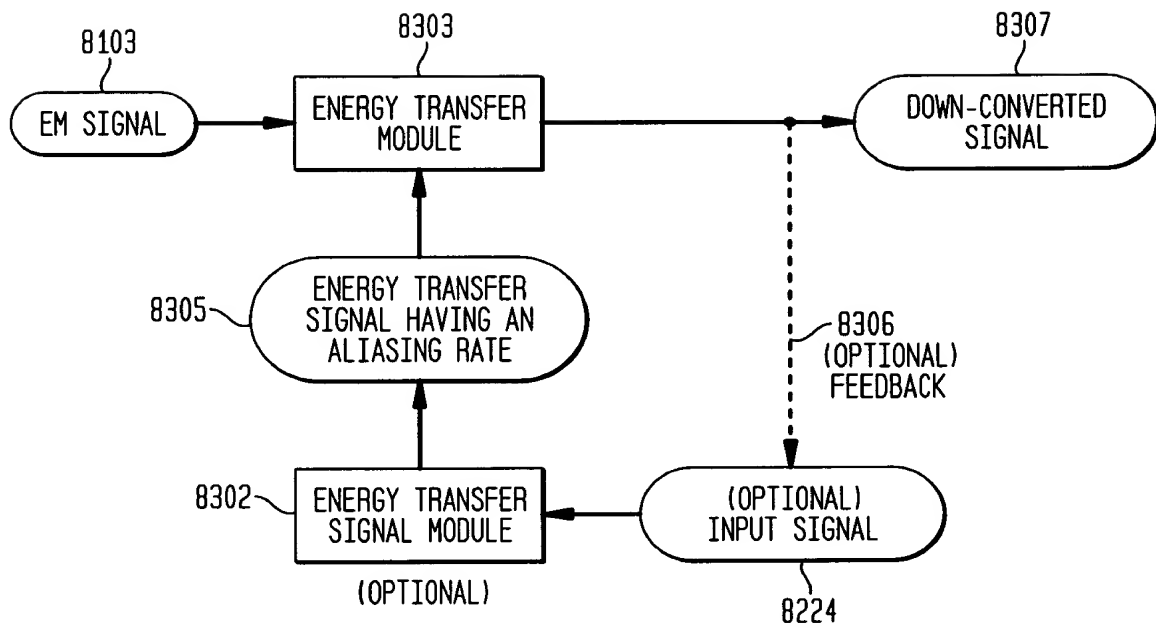 8103
8303
8307
EM SIGNAL
ENERGY TRANSFER
MODULE
DOWN-CONVERTED
SIGNAL
8305
ENERGY TRANSFER
SIGNAL HAVING AN
ALIASING RATE
8306
(OPTIONAL)
FEEDBACK
8302
ENERGY TRANSFER
SIGNAL MODULE
(OPTIONAL)
(OPTIONAL)
INPUT SIGNAL
8224